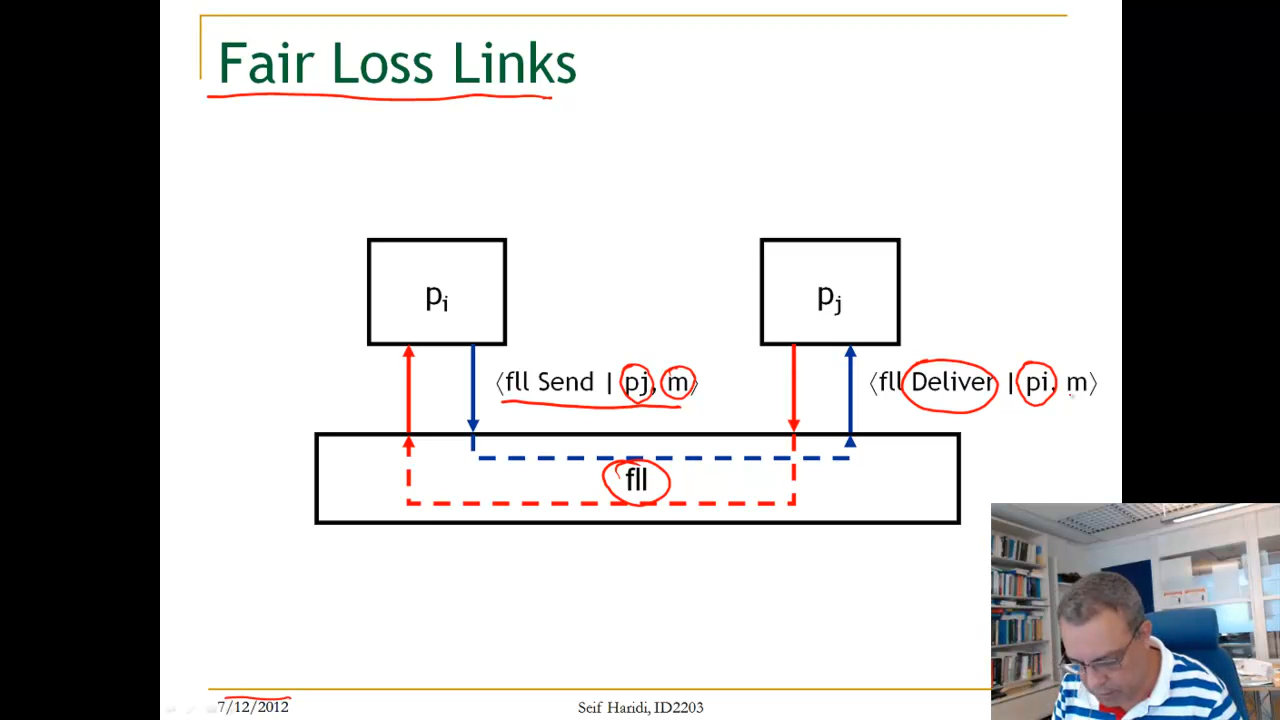 Fair Loss Links
pi
pj
⟨fll Send | pj, m⟩
⟨fll Deliver | pi, m⟩
fll
7/12/2012
Seif Haridi, ID2203